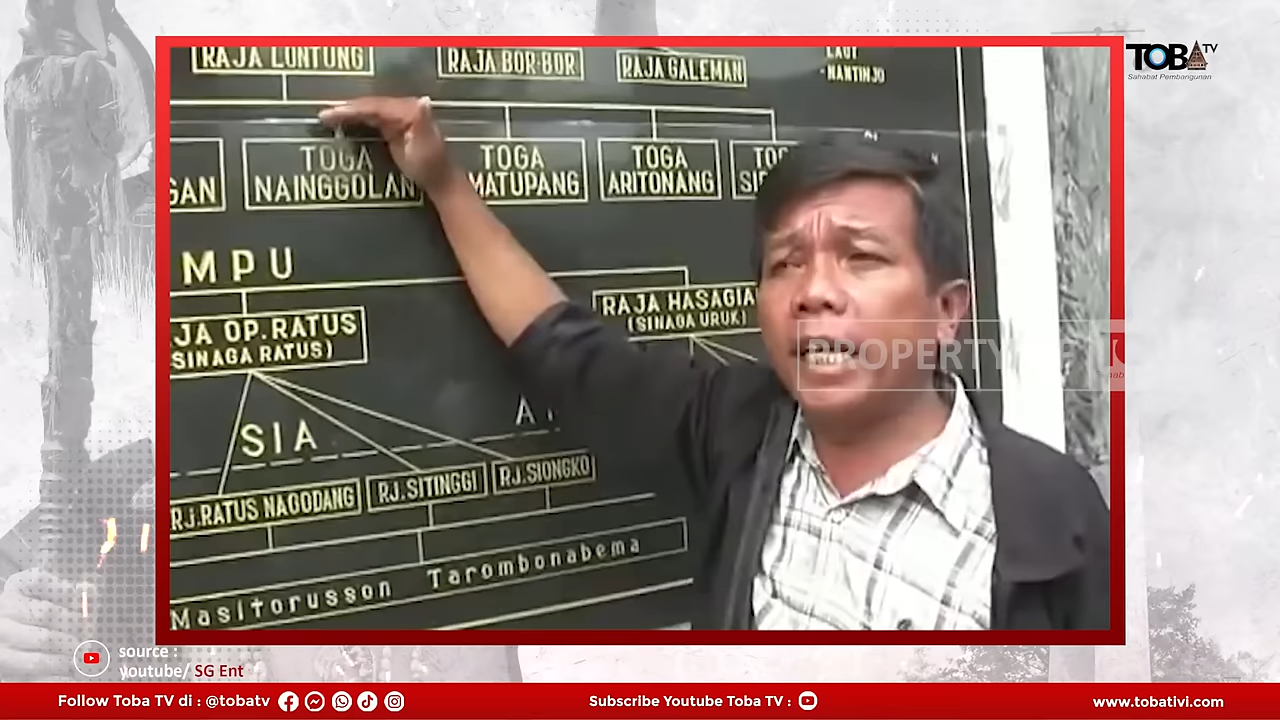 RAJA LONTUNG
RAJA BOR-BOR
RAJA GALEMAN
LAUT
-NANTINJO
TOBA TV
Sahabat Pembangunan
GAN
TOGA
NAINGGOLAN
TOGA
MATUPANG
TOGA
ARITONANG
MPU
JA OP.RATUS
SINAGA RATUS)
RAJA HASAGIA
(SINAGA URUK)
PROPERTY
SIA
RJ.RATUS NAGODANG
RJ.SITINGGI
RJ.SIONGKO
Masitorusson Tarombonabema
source :
youtube/ SG Ent
Follow Toba TV di : @tobatv
Subscribe Youtube Toba TV :
www.tobativi.com